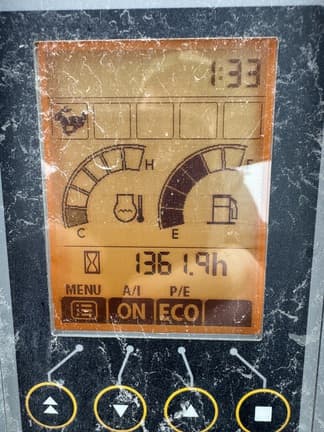 1:33
H F
C E
1361.9h
MENU A/I P/E
ON ECO